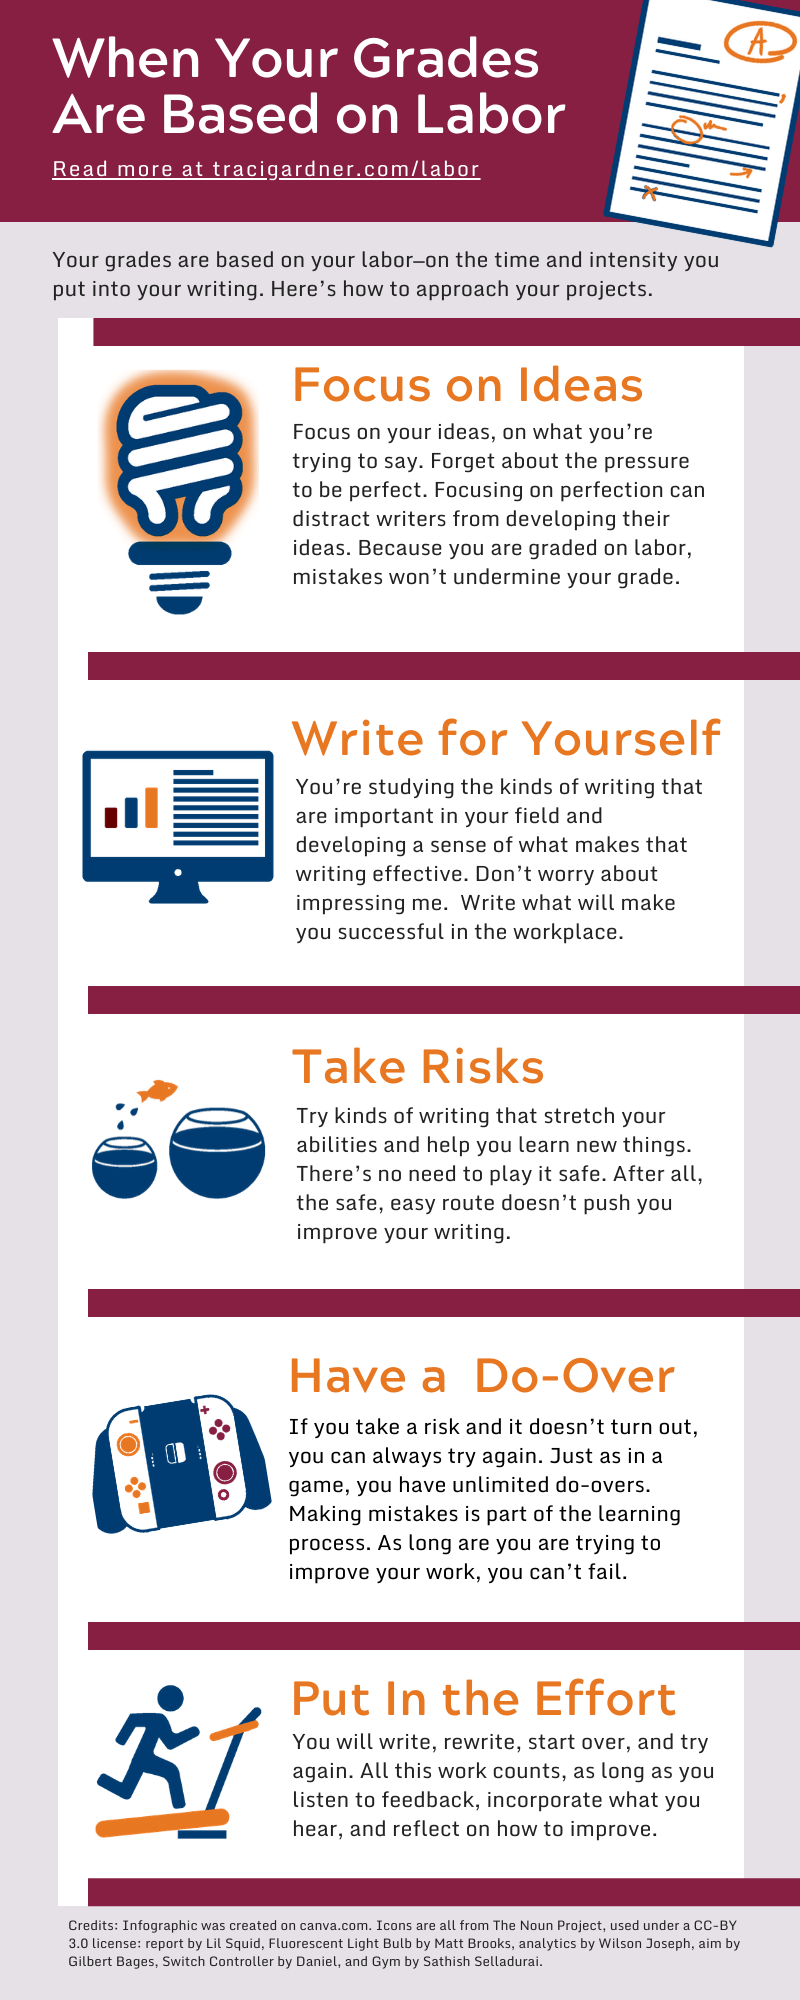 When Your Grades
Are Based on Labor
Read more at tracigardner.com/labor
A
Your grades are based on your labor—on the time and intensity you
put into your writing. Here's how to approach your projects.
Focus on Ideas
Focus on your ideas, on what you're
trying to say. Forget about the pressure
to be perfect. Focusing on perfection can
distract writers from developing their
ideas. Because you are graded on labor,
mistakes won't undermine your grade.
Write for Yourself
You're studying the kinds of writing that
are important in your field and
developing a sense of what makes that
writing effective. Don't worry about
impressing me.  Write what will make
you successful in the workplace.
Take Risks
Try kinds of writing that stretch your
abilities and help you learn new things.
There's no need to play it safe. After all,
the safe, easy route doesn't push you
improve your writing.
Have a  Do-Over
If you take a risk and it doesn't turn out,
you can always try again. Just as in a
game, you have unlimited do-overs.
Making mistakes is part of the learning
process. As long are you are trying to
improve your work, you can't fail.
Put In the Effort
You will write, rewrite, start over, and try
again. All this work counts, as long as you
listen to feedback, incorporate what you
hear, and reflect on how to improve.
Credits: Infographic was created on canva.com. Icons are all from The Noun Project, used under a CC-BY
3.0 license: report by Lil Squid, Fluorescent Light Bulb by Matt Brooks, analytics by Wilson Joseph, aim by
Gilbert Bages, Switch Controller by Daniel, and Gym by Sathish Selladurai.